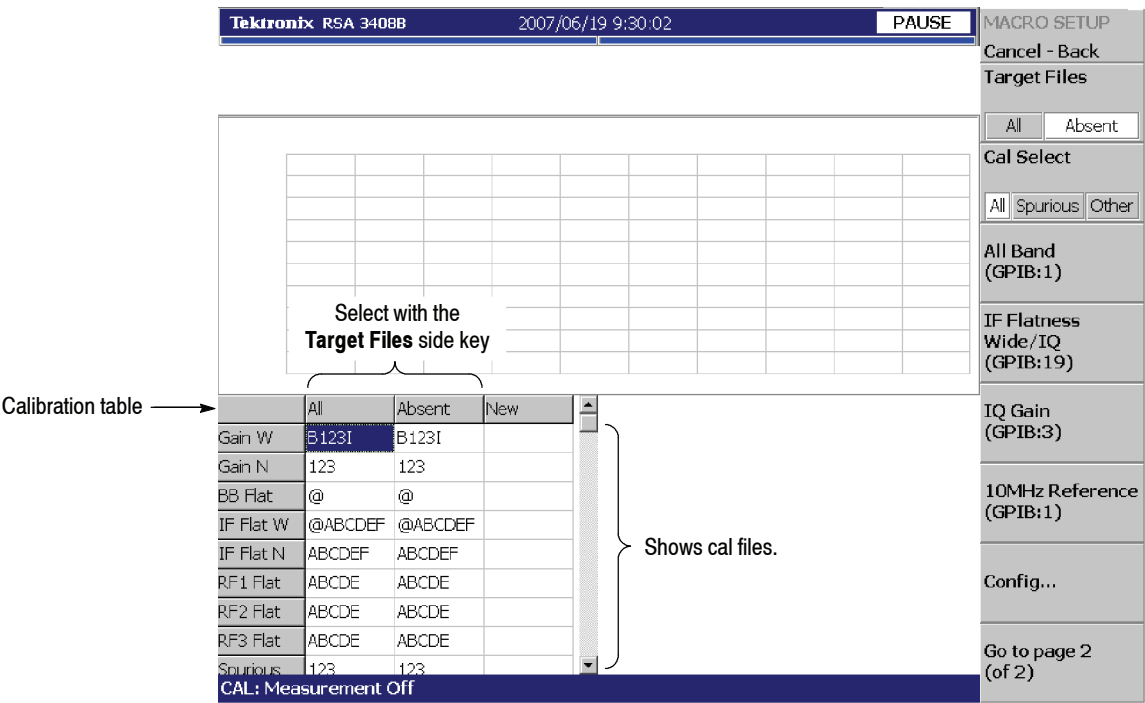 Tektronix RSA 3408B 2007/06/19 9:30:02 PAUSE
MACRO SETUP
Cancel - Back
Target Files
All Absent
Cal Select
All Spurious Other
All Band
(GPIB:1)
IF Flatness
Wide/IQ
(GPIB:19)
IQ Gain
(GPIB:3)
10MHz Reference
(GPIB:1)
Config...
Go to page 2
(of 2)
Select with the
Target Files side key
Calibration table
All Absent New
Gain W B123I B123I
Gain N 123 123
BB Flat @ @
IF Flat W @ABCDEF @ABCDEF
IF Flat N ABCDEF ABCDEF
RF1 Flat ABCDE ABCDE
RF2 Flat ABCDE ABCDE
RF3 Flat ABCDE ABCDE
Spurious 123 123
Shows cal files.
CAL: Measurement Off